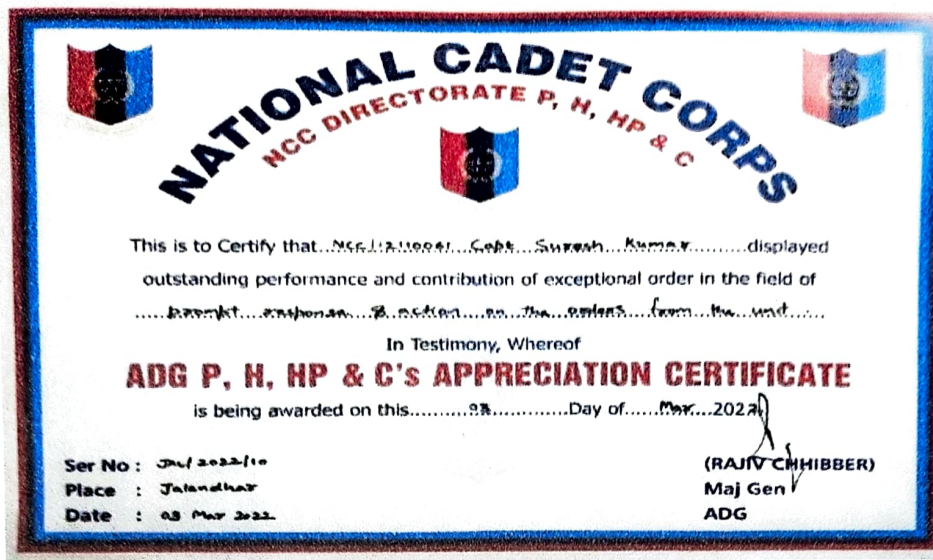 NATIONAL CADET CORPS
NCC DIRECTORATE P, H, HP & C
This is to Certify that Capt Suresh Kumar displayed
outstanding performance and contribution of exceptional order in the field of
prompt response & action on the orders from the unit
In Testimony, Whereof
ADG P, H, HP & C's APPRECIATION CERTIFICATE
is being awarded on this Day of Mar 2022
Ser No : JAL/2022/10
(RAJIV CHHIBBER)
Place : Jalandhar
Maj Gen
Date : 03 Mar 2022
ADG